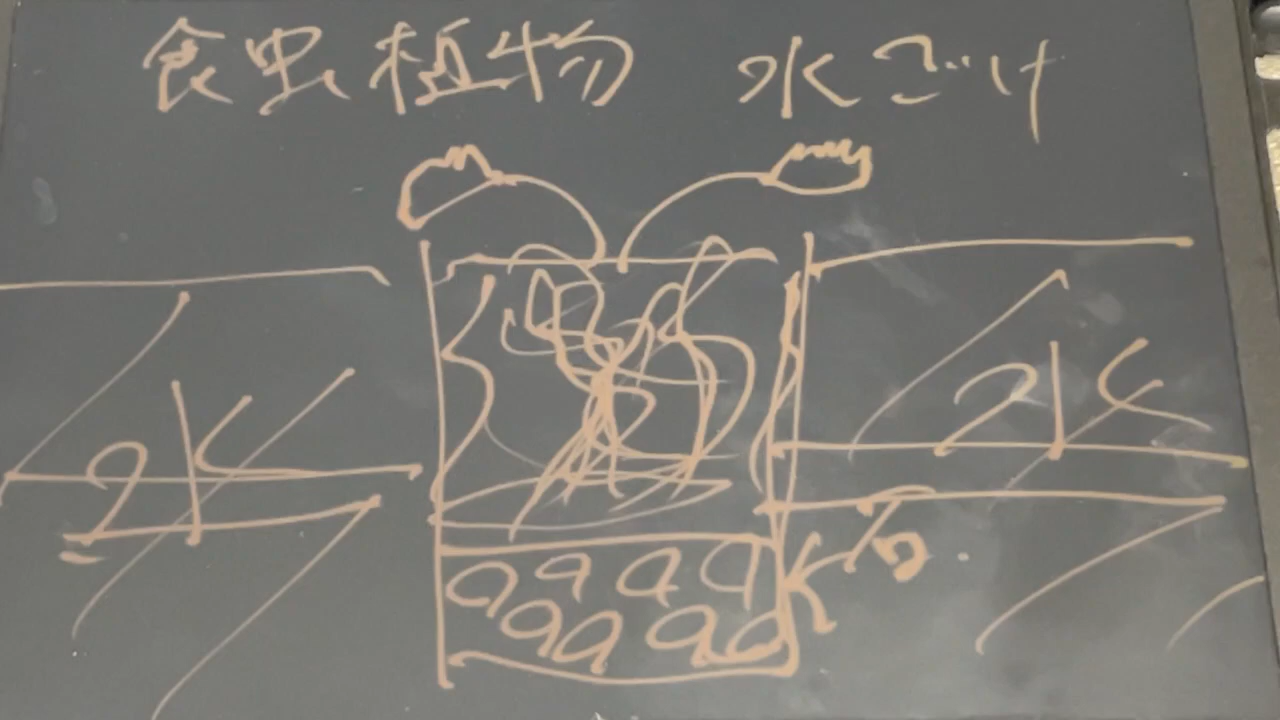 食虫植物 水ごけ
水 水
石